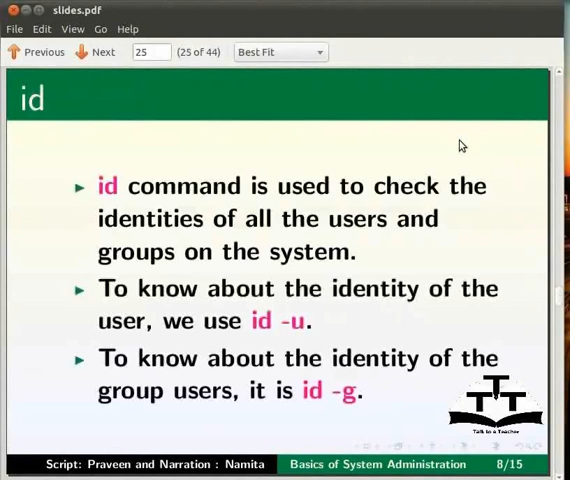 slides.pdf
File Edit View Go Help
Previous Next 25 (25 of 44) Best Fit
id
id command is used to check the
identities of all the users and
groups on the system.
To know about the identity of the
user, we use id -u.
To know about the identity of the
group users, it is id -g.
TTT
Talk to a Teacher
Script: Praveen and Narration : Namita Basics of System Administration 8/15